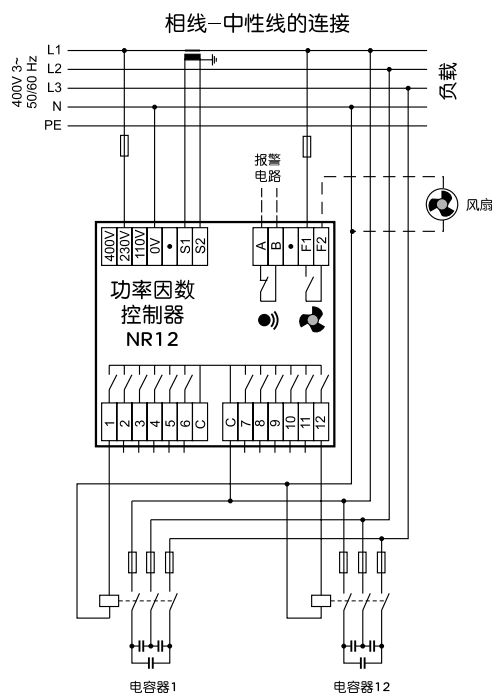 相线—中性线的连接
L1
L2
L3
N
PE
400V 3~
50/60 Hz
负载
报警
电路
风扇
400V
230V
110V
0V
•
S1
S2
A
B
•
F1
F2
功率因数
控制器
NR12
1
2
3
4
5
6
C
C
7
8
9
10
11
12
电容器1
电容器12